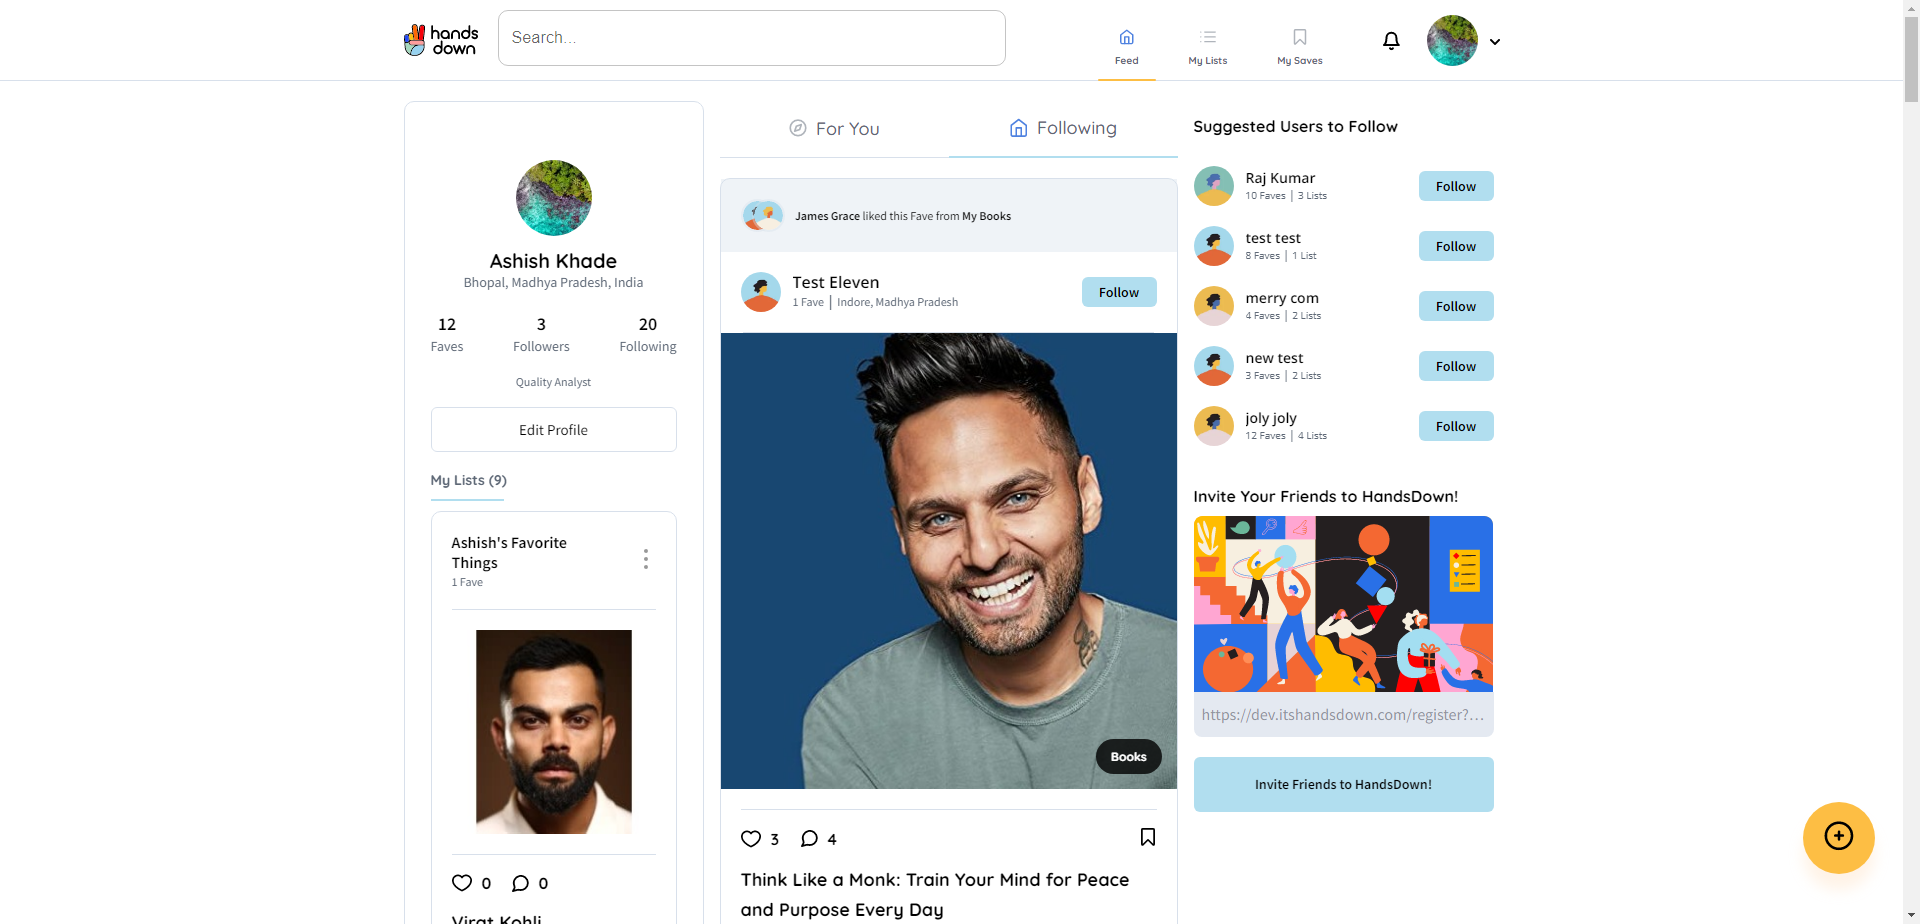 hands
down
Search...
Feed
My Lists
My Saves
Ashish Khade
Bhopal, Madhya Pradesh, India
12
3
20
Faves
Followers
Following
Quality Analyst
Edit Profile
My Lists (9)
Ashish's Favorite
Things
1 Fave
0
0
Virat Kohli
For You
Following
James Grace liked this Fave from My Books
Test Eleven
1 Fave | Indore, Madhya Pradesh
Follow
Books
3
4
Think Like a Monk: Train Your Mind for Peace
and Purpose Every Day
Suggested Users to Follow
Raj Kumar
10 Faves | 3 Lists
Follow
test test
8 Faves | 1 List
Follow
merry com
4 Faves | 2 Lists
Follow
new test
3 Faves | 2 Lists
Follow
joly joly
12 Faves | 4 Lists
Follow
Invite Your Friends to HandsDown!
https://dev.itshandsdown.com/register?...
Invite Friends to HandsDown!